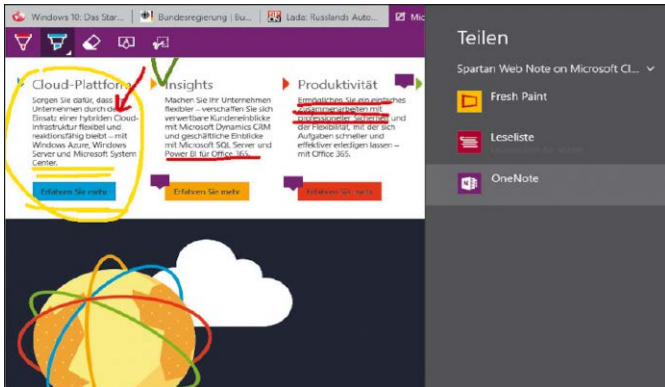 Windows 10: Das Star...
Bundesregierung | Bu...
Lada: Russlands Auto...
Mic
Teilen
Spartan Web Note on Microsoft Cl...
Fresh Paint
Leseliste
OneNote
Cloud-Plattform
Sorgen Sie dafür, dass
Unternehmen durch den
Einsatz einer hybriden Cloud-
Infrastruktur flexibel und
reaktionsfähig bleibt – mit
Windows Azure, Windows
Server und Microsoft System
Center.
Erfahren Sie mehr
Insights
Machen Sie Ihr Unternehmen
flexibler – verschaffen Sie sich
verwertbare Kundeneinblicke
mit Microsoft Dynamics CRM
und geschäftliche Einblicke
mit Microsoft SQL Server und
Power BI für Office 365.
Erfahren Sie mehr
Produktivität
Ermöglichen Sie ein einfaches
Zusammenarbeiten mit
professioneller Sicherheit und
der Flexibilität, mit der sich
Aufgaben schneller und
effektiver erledigen lassen –
mit Office 365.
Erfahren Sie mehr